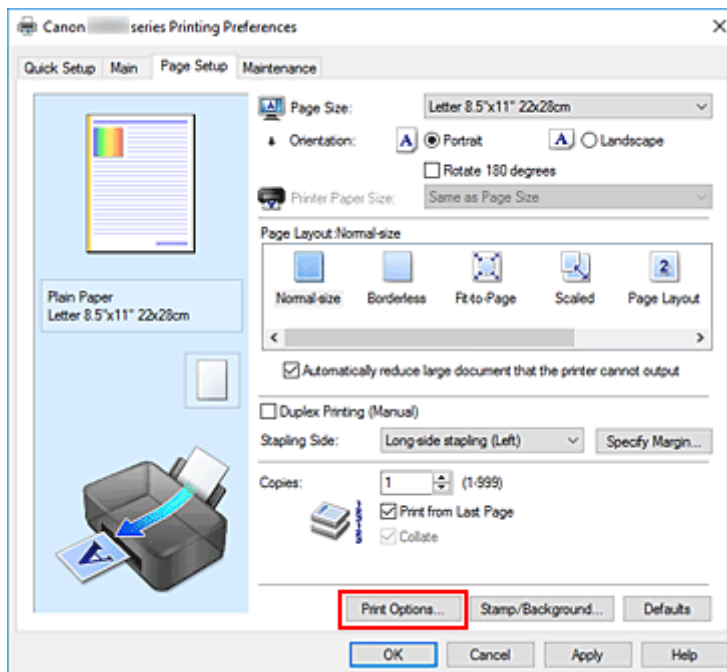 Canon series Printing Preferences
Quick Setup Main Page Setup Maintenance
Page Size: Letter 8.5"x11" 22x28cm
Orientation: A Portrait A Landscape
Rotate 180 degrees
Printer Paper Size: Same as Page Size
Page Layout:Normal-size
2
Normal-size Borderless Fit-to-Page Scaled Page Layout
Plain Paper
Letter 8.5"x11" 22x28cm
Automatically reduce large document that the printer cannot output
Duplex Printing (Manual)
Stapling Side: Long-side stapling (Left) Specify Margin...
Copies: 1 (1-999)
Print from Last Page
Collate
A
Print Options... Stamp/Background... Defaults
OK Cancel Apply Help